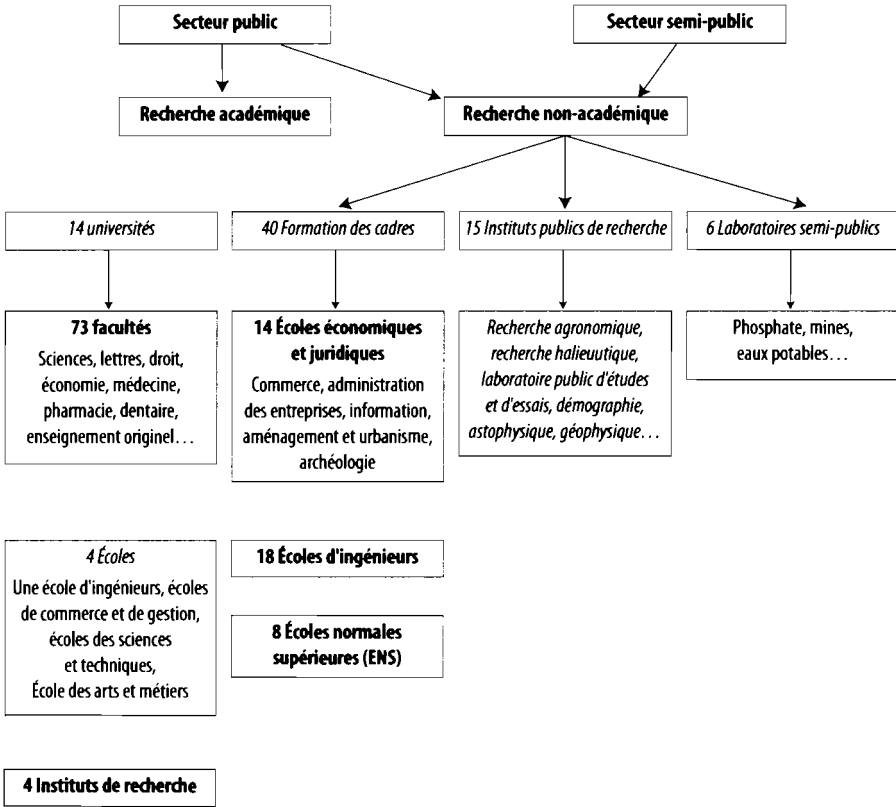 Secteur public
Secteur semi-public
Recherche académique
Recherche non-académique
14 universités
40 Formation des cadres
15 Instituts publics de recherche
6 Laboratoires semi-publics
73 facultés
Sciences, lettres, droit,
économie, médecine,
pharmacie, dentaire,
enseignement originel...
14 Écoles économiques
et juridiques
Commerce, administration
des entreprises, information,
aménagement et urbanisme,
archéologie
Recherche agronomique,
recherche halieuutique,
laboratoire public d'études
et d'essais, démographie,
astophysique, géophysique...
Phosphate, mines,
eaux potables...
4 Écoles
Une école d'ingénieurs, écoles
de commerce et de gestion,
écoles des sciences
et techniques,
École des arts et métiers
18 Écoles d'ingénieurs
8 Écoles normales
supérieures (ENS)
4 Instituts de recherche